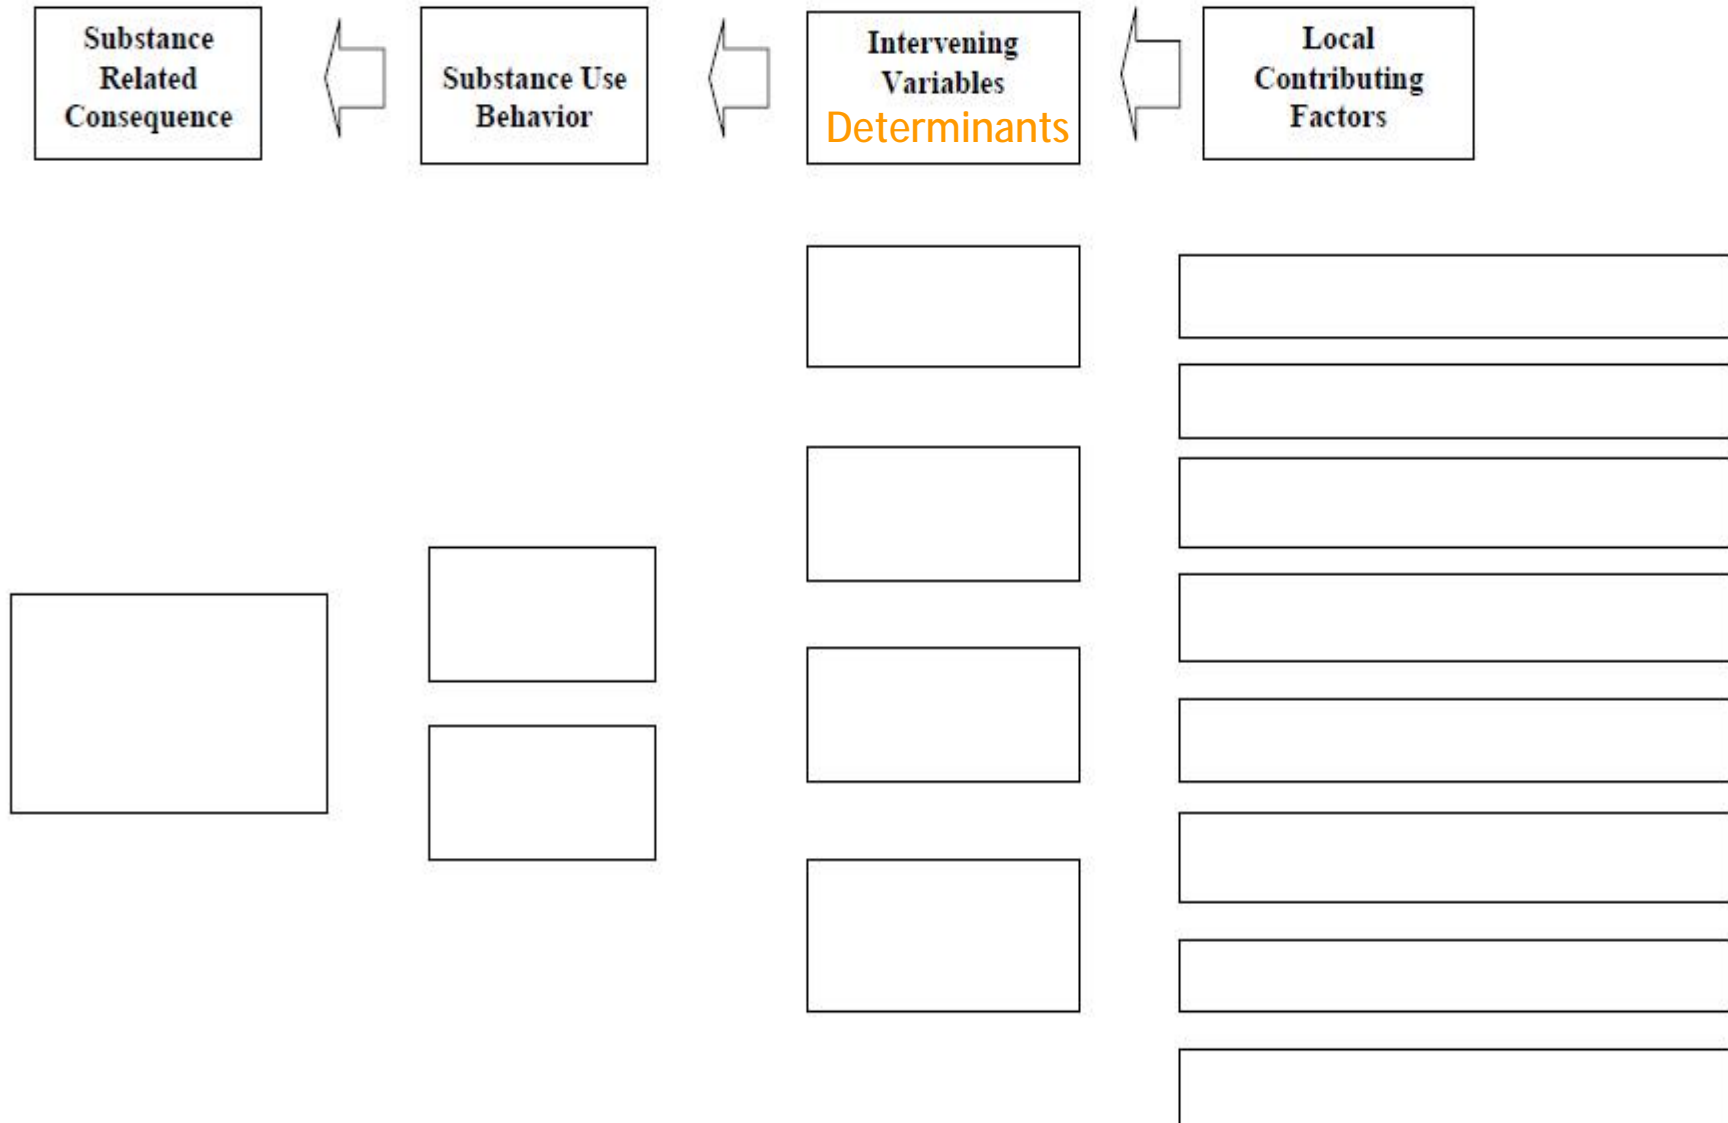 Substance
Related
Consequence
Substance Use
Behavior
Intervening
Variables
Determinants
Local
Contributing
Factors